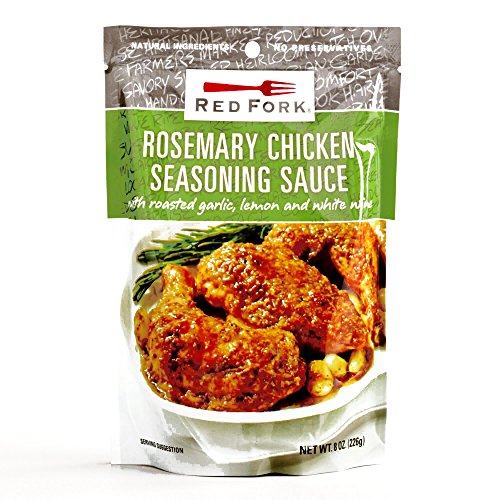 NATURAL INGREDIENTS
NO PRESERVATIVES
RED FORK®
ROSEMARY CHICKEN
SEASONING SAUCE
with roasted garlic, lemon and white wine
SERVING SUGGESTION
NET WT. 8 OZ. (226g)